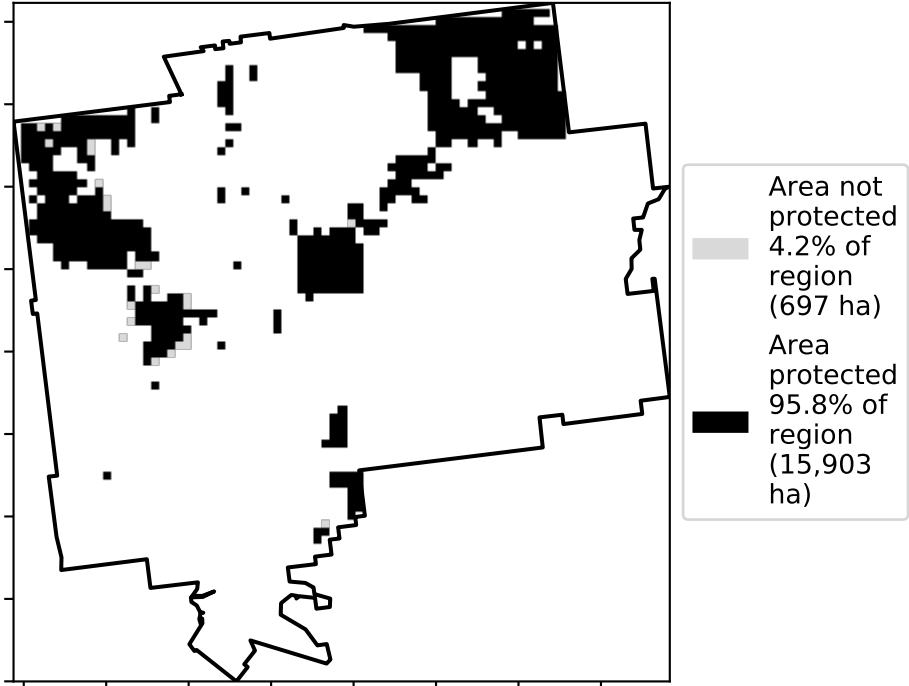 Area not
protected
4.2% of
region
(697 ha)
Area
protected
95.8% of
region
(15,903
ha)